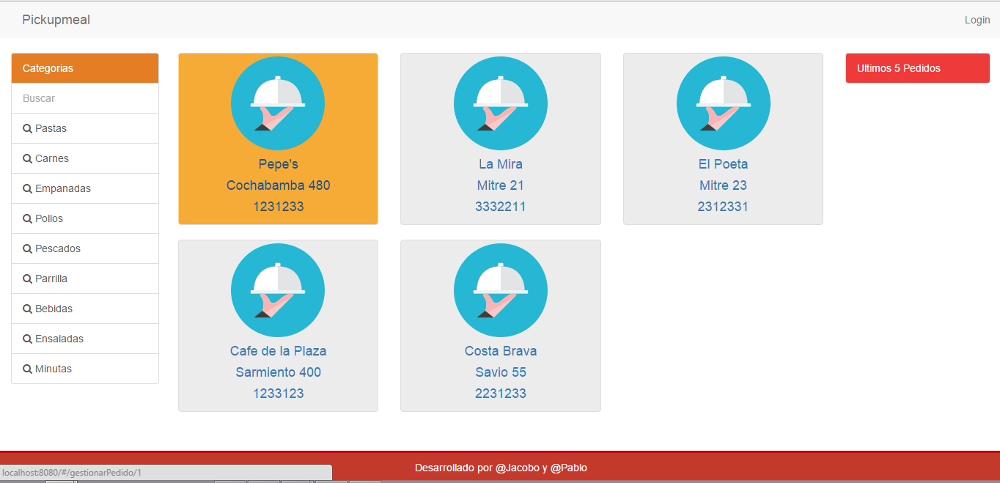 Pickupmeal
Login
Categorias
Buscar
Pastas
Carnes
Empanadas
Pollos
Pescados
Parrilla
Bebidas
Ensaladas
Minutas
Pepe's
Cochabamba 480
1231233
La Mira
Mitre 21
3332211
El Poeta
Mitre 23
2312331
Cafe de la Plaza
Sarmiento 400
1233123
Costa Brava
Savio 55
2231233
Ultimos 5 Pedidos
Desarrollado por @Jacobo y @Pablo
localhost:8080/#/gestionarPedido/1